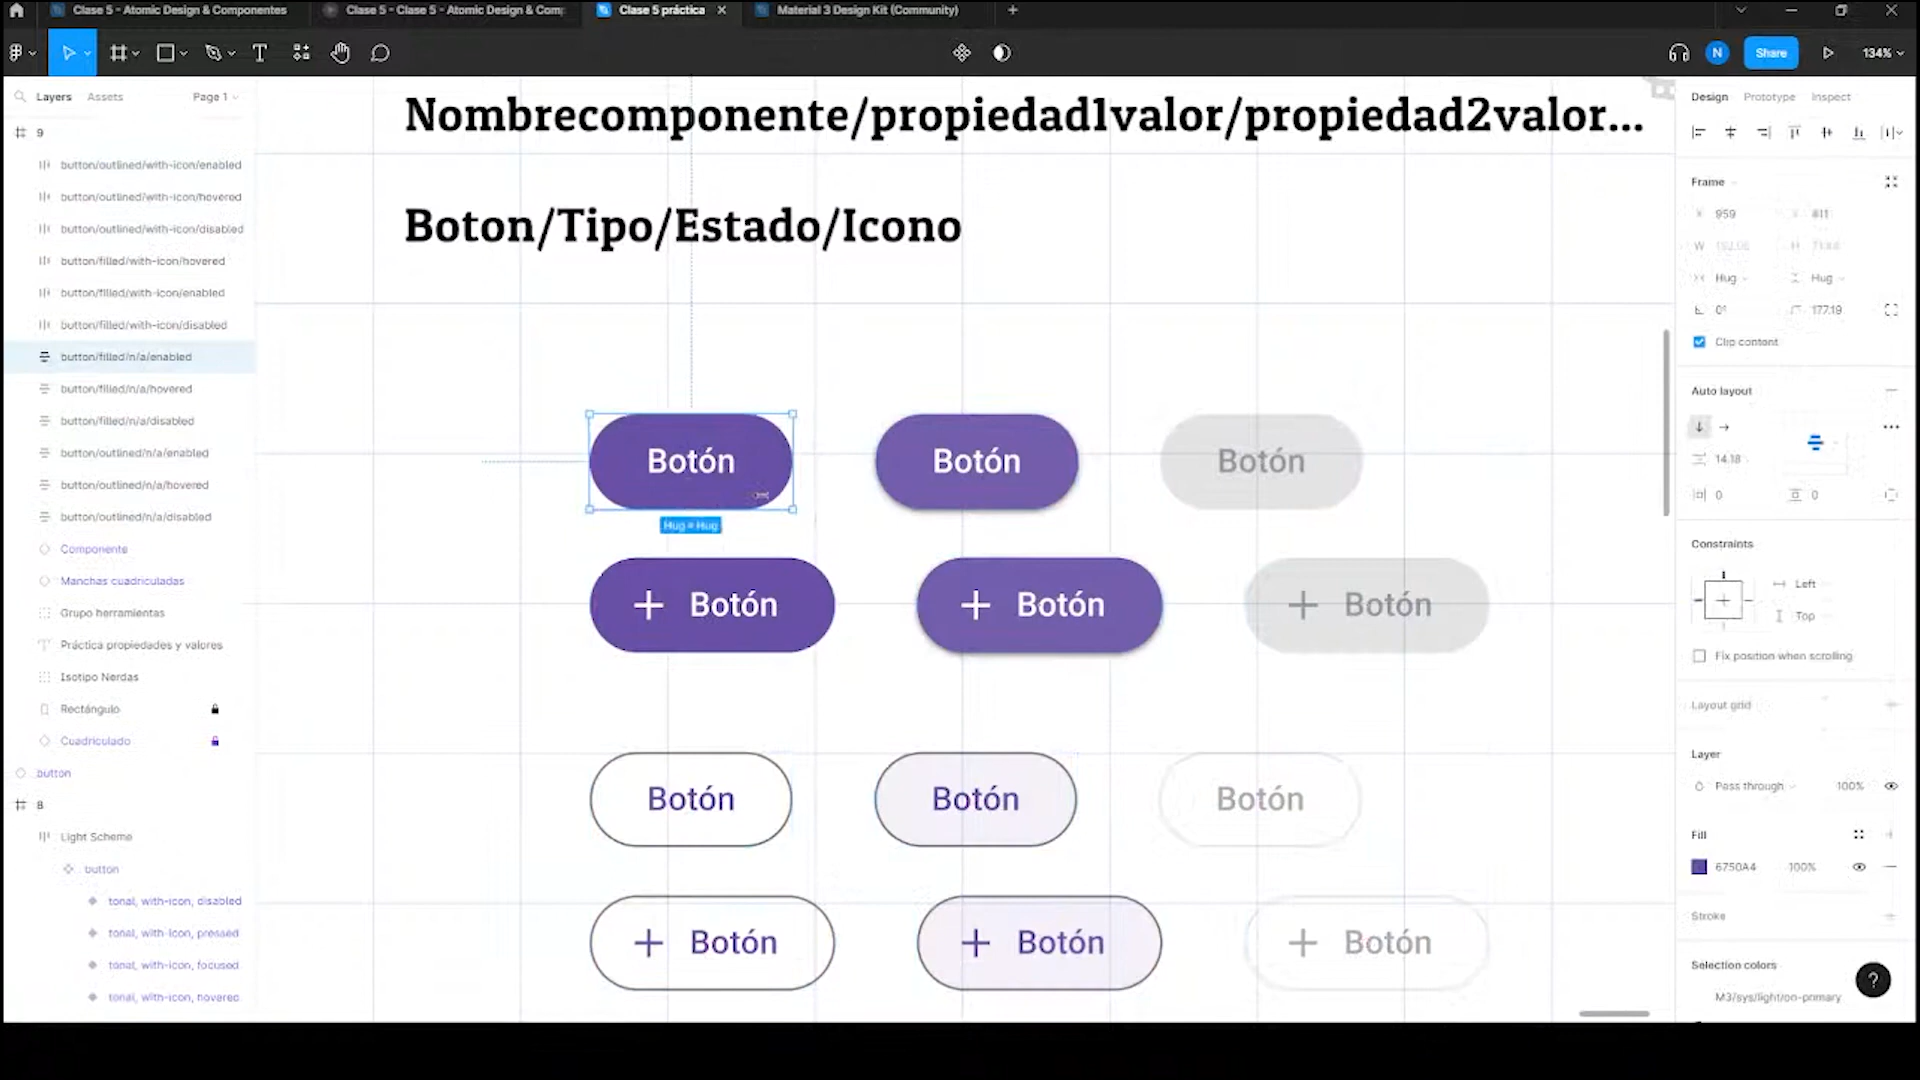 Clase 5 - Atomic Design & Componentes
Clase 5 - Clase 5 - Atomic Design & Com
Clase 5 práctica
Material 3 Design Kit (Community)
N
Share
134%
Layers
Assets
Page 1
9
button/outlined/with-icon/enabled
button/outlined/with-icon/hovered
button/outlined/with-icon/disabled
button/filled/with-icon/hovered
button/filled/with-icon/enabled
button/filled/with-icon/disabled
button/filled/n/a/enabled
button/filled/n/a/hovered
button/filled/n/a/disabled
button/outlined/n/a/enabled
button/outlined/n/a/hovered
button/outlined/n/a/disabled
Componente
Manchas cuadriculadas
Grupo herramientas
Práctica propiedades y valores
Isotipo Nerdas
Rectángulo
Cuadriculado
button
8
Light Scheme
button
tonal, with-icon, disabled
tonal, with-icon, pressed
tonal, with-icon, focused
tonal, with-icon, hovered
Nombrecomponente/propiedad1valor/propiedad2valor...
Boton/Tipo/Estado/Icono
Botón
Botón
Botón
Hug × Hug
Botón
Botón
Botón
Botón
Botón
Botón
Botón
Botón
Botón
Design
Prototype
Inspect
Frame
X 959
Y 811
W
H
Hug
Hug
0°
177.19
Clip content
Auto layout
14.18
0
0
Constraints
Left
Top
Fix position when scrolling
Layout grid
Layer
Pass through
100%
Fill
6750A4
100%
Stroke
Selection colors
M3/sys/light/on-primary
?